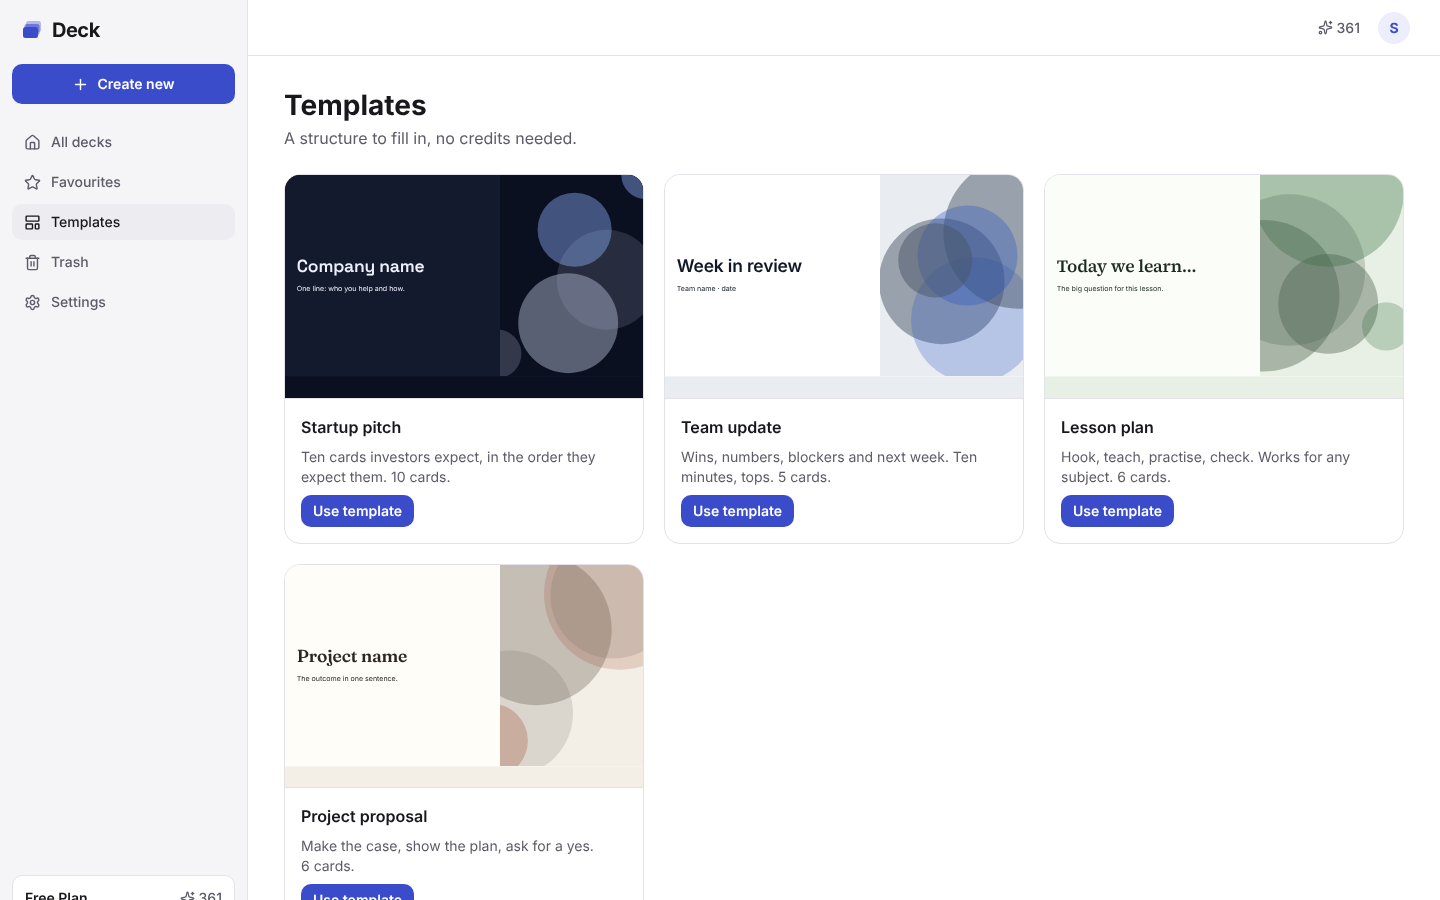 Deck
Create new
All decks
Favourites
Templates
Trash
Settings
Free Plan
361
361
S
Templates
A structure to fill in, no credits needed.
Company name
One line: who you help and how.
Startup pitch
Ten cards investors expect, in the order they
expect them. 10 cards.
Use template
Week in review
Team name · date
Team update
Wins, numbers, blockers and next week. Ten
minutes, tops. 5 cards.
Use template
Today we learn...
The big question for this lesson.
Lesson plan
Hook, teach, practise, check. Works for any
subject. 6 cards.
Use template
Project name
The outcome in one sentence.
Project proposal
Make the case, show the plan, ask for a yes.
6 cards.
Use template